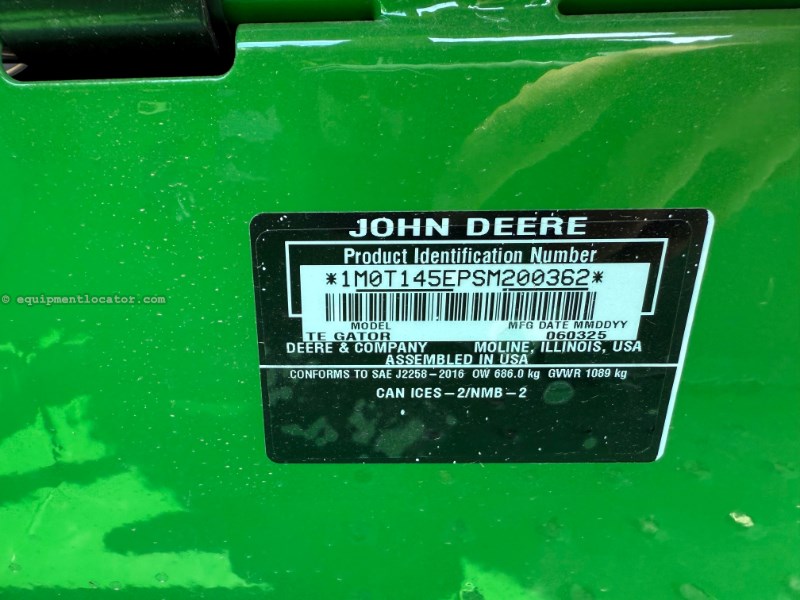 JOHN DEERE
Product Identification Number
*1M0T145EPSM200362*
MODEL MFG DATE MMDDYY
TE GATOR 060325
DEERE & COMPANY MOLINE, ILLINOIS, USA
ASSEMBLED IN USA
CONFORMS TO SAE J2258-2016 OW 686.0 kg GVWR 1089 kg
CAN ICES-2/NMB-2
© equipmentlocator.com